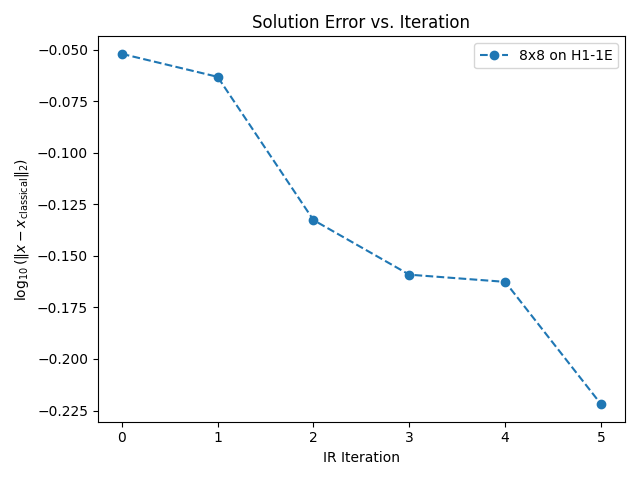 Solution Error vs. Iteration
8x8 on H1-1E
−0.050
−0.075
−0.100
−0.125
−0.150
−0.175
−0.200
−0.225
log₁₀ (‖x − x_classical‖₂)
0 1 2 3 4 5
IR Iteration